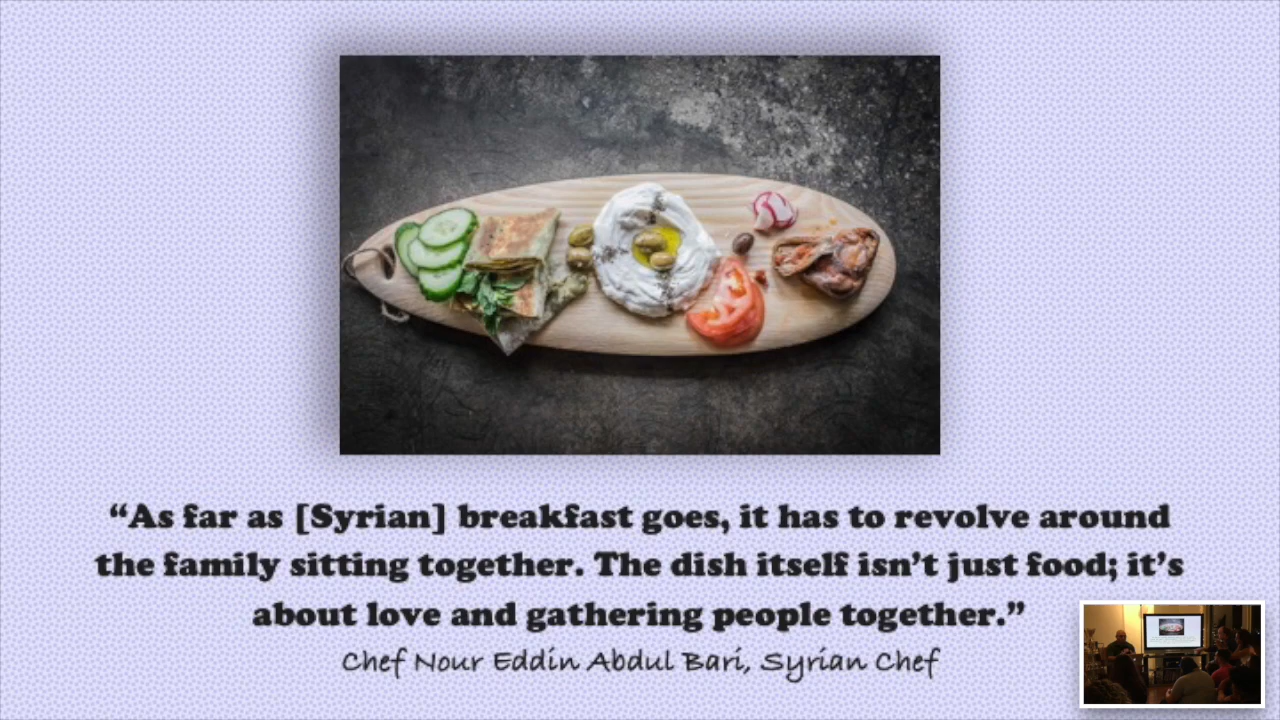 “As far as [Syrian] breakfast goes, it has to revolve around
the family sitting together. The dish itself isn’t just food; it’s
about love and gathering people together.”
Chef Nour Eddin Abdul Bari, Syrian Chef